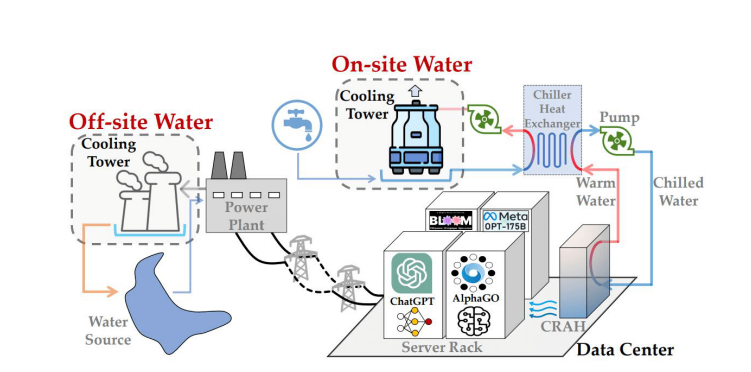 On-site Water
Cooling
Tower
Chiller
Heat
Exchanger
Pump
Off-site Water
Cooling
Tower
Power
Plant
Warm
Water
Chilled
Water
BLOOM
Meta
OPT-175B
ChatGPT
AlphaGO
Water
Source
CRAH
Server Rack
Data Center